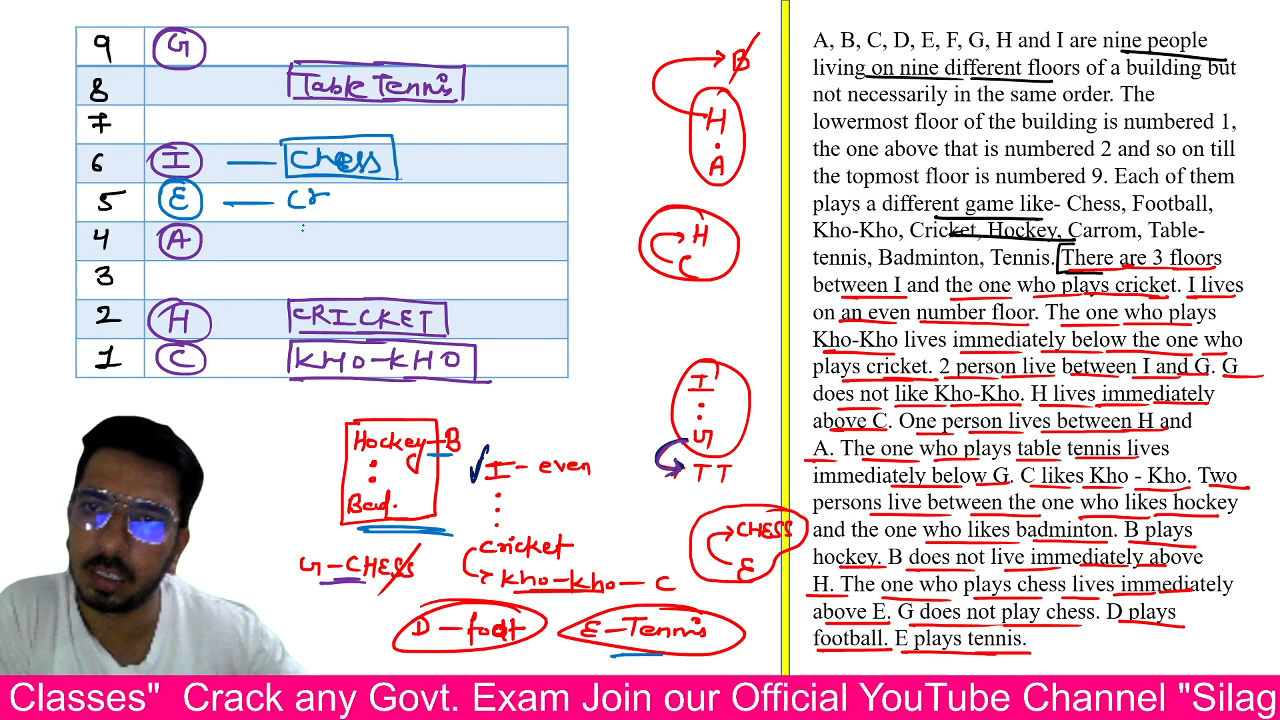 9 G
8 Table Tennis
7
6 I — Chess
5 E — Cr
4 A
3
2 H CRICKET
1 C KHO-KHO
B
H
A
H
C
I
G
TT
CHESS
E
Hockey-B
Bad.
I - even
cricket
kho-kho — C
G-CHESS
D-foot
E-Tennis
A, B, C, D, E, F, G, H and I are nine people
living on nine different floors of a building but
not necessarily in the same order. The
lowermost floor of the building is numbered 1,
the one above that is numbered 2 and so on till
the topmost floor is numbered 9. Each of them
plays a different game like- Chess, Football,
Kho-Kho, Cricket, Hockey, Carrom, Table-
tennis, Badminton, Tennis. There are 3 floors
between I and the one who plays cricket. I lives
on an even number floor. The one who plays
Kho-Kho lives immediately below the one who
plays cricket. 2 person live between I and G. G
does not like Kho-Kho. H lives immediately
above C. One person lives between H and
A. The one who plays table tennis lives
immediately below G. C likes Kho - Kho. Two
persons live between the one who likes hockey
and the one who likes badminton. B plays
hockey. B does not live immediately above
H. The one who plays chess lives immediately
above E. G does not play chess. D plays
football. E plays tennis.
Classes" Crack any Govt. Exam Join our Official YouTube Channel "Silag